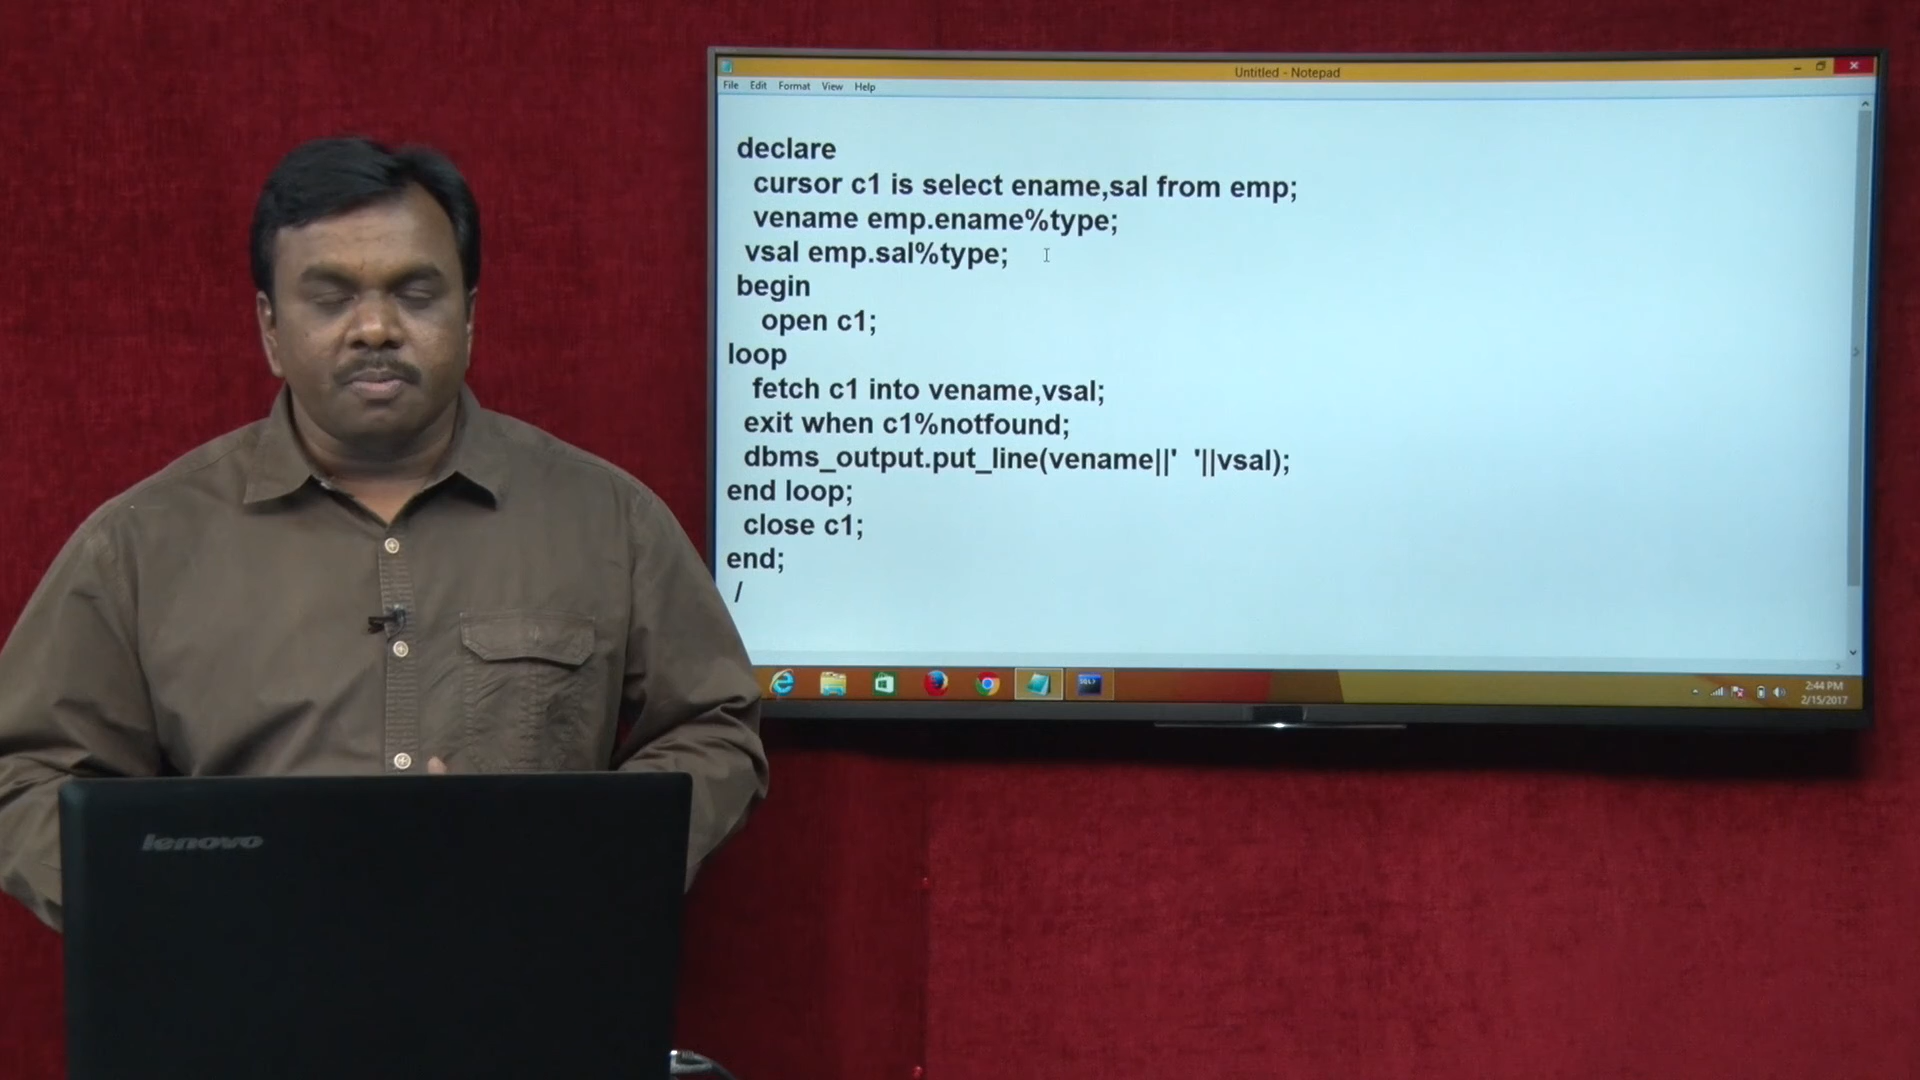 Untitled - Notepad
File Edit Format View Help
declare
cursor c1 is select ename,sal from emp;
vename emp.ename%type;
vsal emp.sal%type;
begin
open c1;
loop
fetch c1 into vename,vsal;
exit when c1%notfound;
dbms_output.put_line(vename||'  '||vsal);
end loop;
close c1;
end;
/
2:44 PM
2/15/2017
lenovo